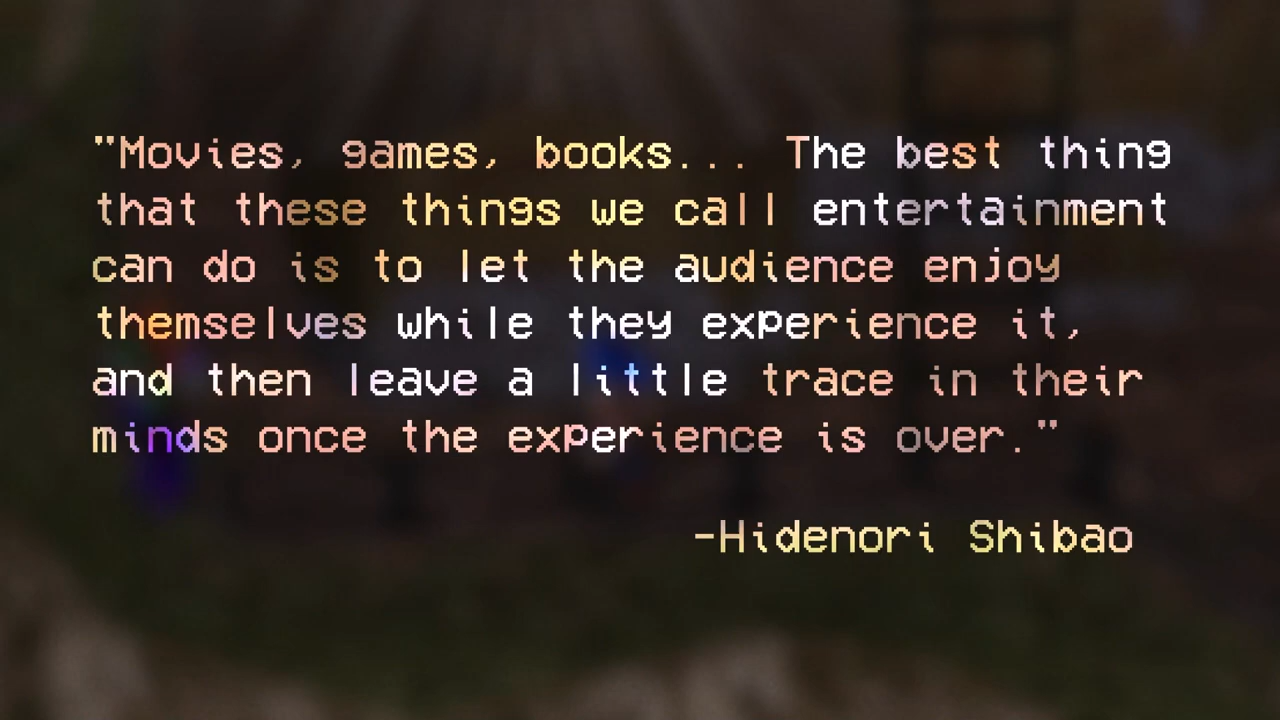 "Movies, games, books... The best thing
that these things we call entertainment
can do is to let the audience enjoy
themselves while they experience it,
and then leave a little trace in their
minds once the experience is over."
-Hidenori Shibao